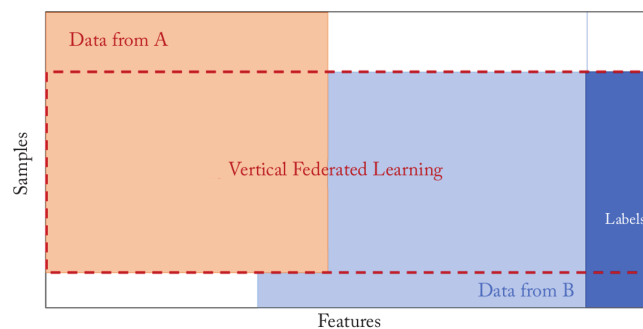 Data from A
Samples
Vertical Federated Learning
Labels
Data from B
Features